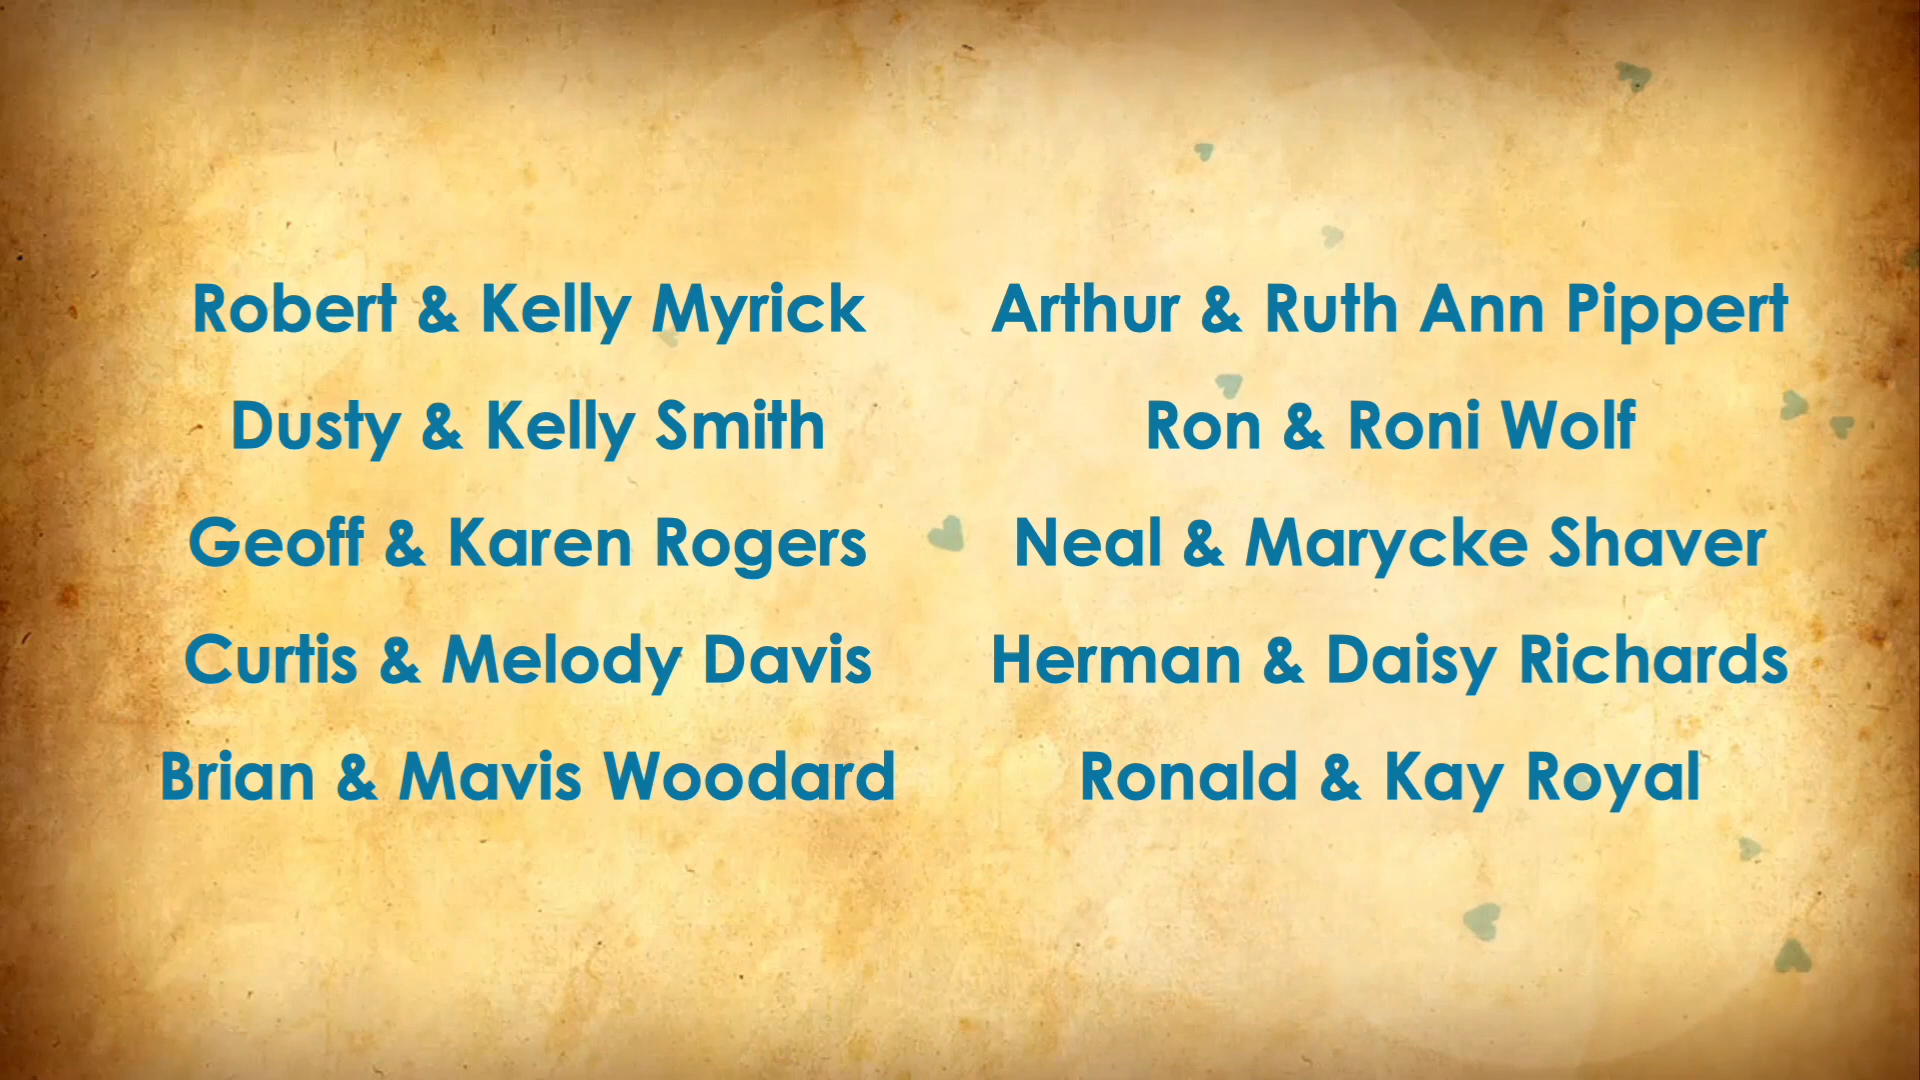 Robert & Kelly Myrick
Dusty & Kelly Smith
Geoff & Karen Rogers
Curtis & Melody Davis
Brian & Mavis Woodard
Arthur & Ruth Ann Pippert
Ron & Roni Wolf
Neal & Marycke Shaver
Herman & Daisy Richards
Ronald & Kay Royal